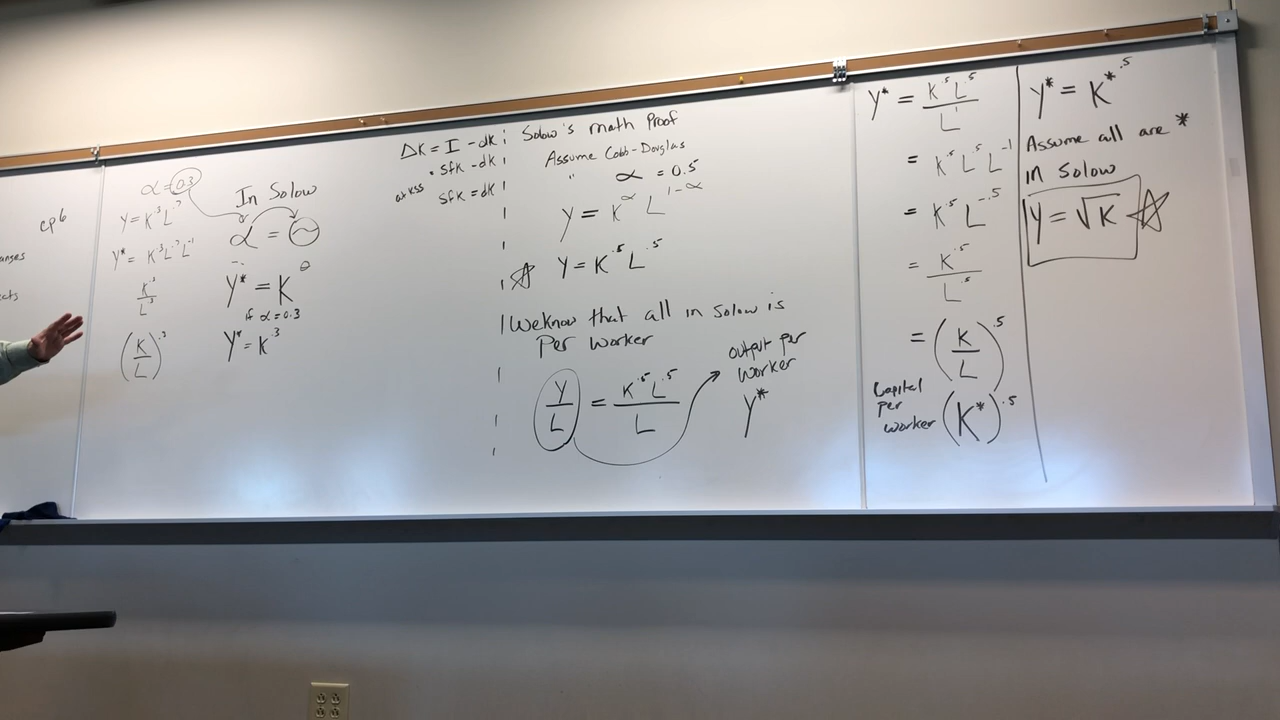 cp6
α = 0.3
Y = K^.3 L^.7
Y* = K^.3 L^.7 L^-1
K^.3
L^.3
(K/L)^.3
In Solow
α =
Y* = K
if α = 0.3
Y* = K^.3
ΔK = I - dk
= sfk - dk
at kss
sfk = dk
Solow's math Proof
Assume Cobb-Douglas
" α = 0.5
Y = K^α L^1-α
☆ Y = K^.5 L^.5
We know that all in Solow is
Per worker
Y/L = K^.5 L^.5 / L
output per
worker
Y*
Y* = K^.5 L^.5 / L^1
= K^.5 L^.5 L^-1
= K^.5 L^-.5
= K^.5 / L^.5
= (K/L)^.5
Capital
per
worker (K*)^.5
Y* = K*^.5
Assume all are *
in Solow
Y = √K ☆